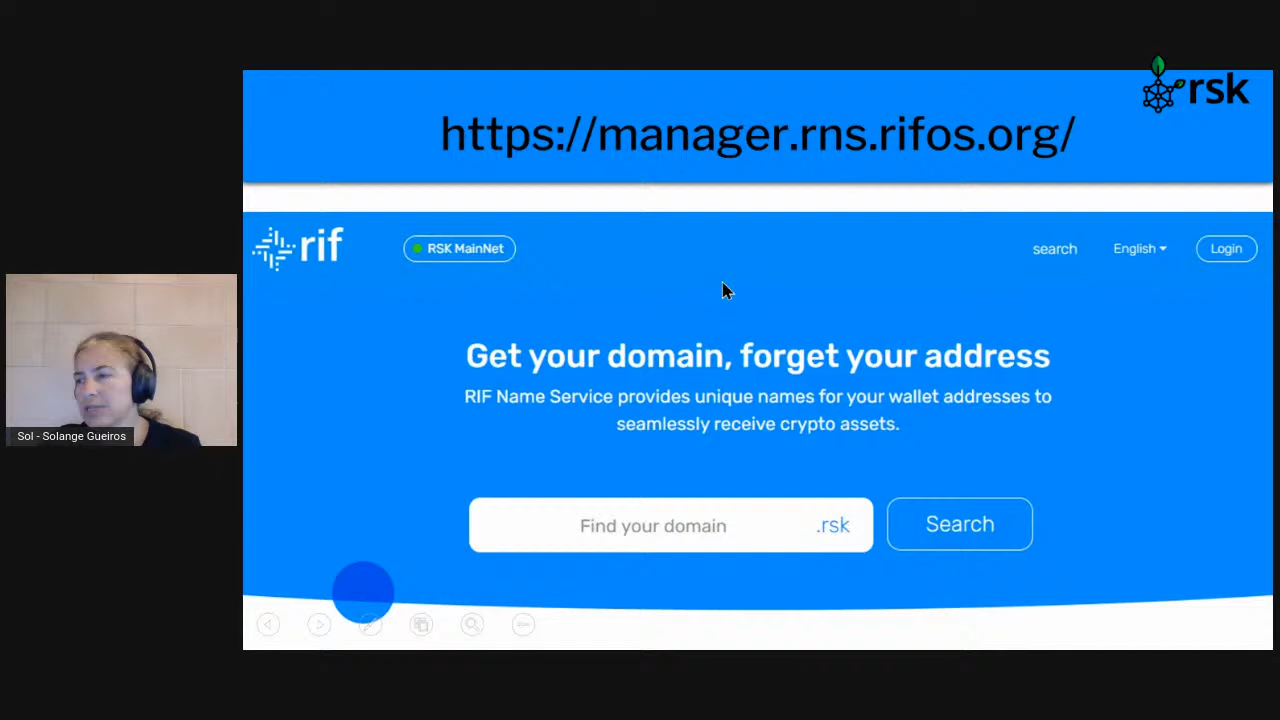 rsk
https://manager.rns.rifos.org/
rif
RSK MainNet
search
English
Login
Get your domain, forget your address
RIF Name Service provides unique names for your wallet addresses to
seamlessly receive crypto assets.
Find your domain
.rsk
Search
Sol - Solange Gueiros